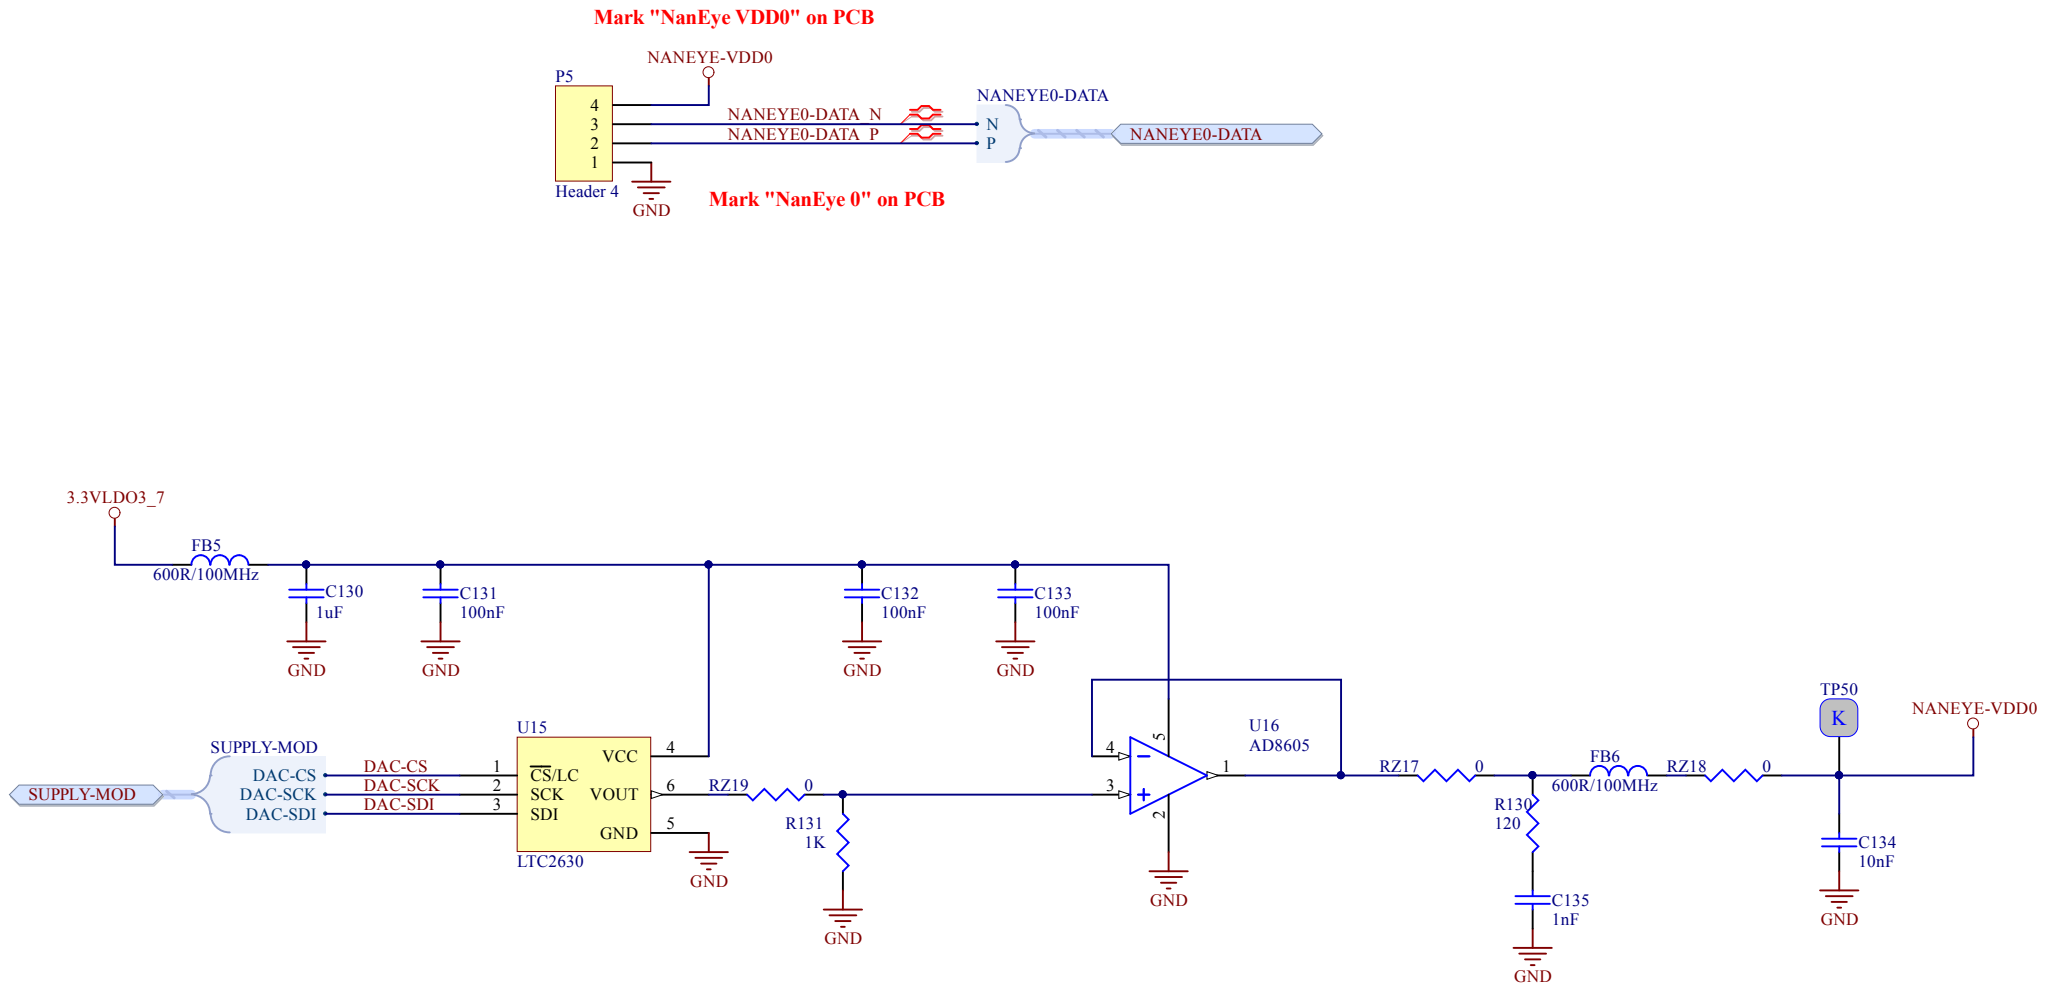 Mark "NanEye VDD0" on PCB
NANEYE-VDD0
P5
4
3
2
1
Header 4
GND
NANEYE0-DATA_N
NANEYE0-DATA_P
NANEYE0-DATA
N
P
NANEYE0-DATA
Mark "NanEye 0" on PCB
3.3VLDO3_7
FB5
600R/100MHz
C130
1uF
GND
C131
100nF
GND
C132
100nF
GND
C133
100nF
GND
SUPPLY-MOD
SUPPLY-MOD
DAC-CS
DAC-SCK
DAC-SDI
DAC-CS
DAC-SCK
DAC-SDI
1
2
3
U15
CS/LC
SCK
SDI
VCC
VOUT
GND
LTC2630
4
6
5
GND
RZ19
0
R131
1K
GND
4
3
5
2
1
U16
AD8605
GND
RZ17
0
R130
120
C135
1nF
GND
FB6
600R/100MHz
RZ18
0
TP50
K
C134
10nF
GND
NANEYE-VDD0